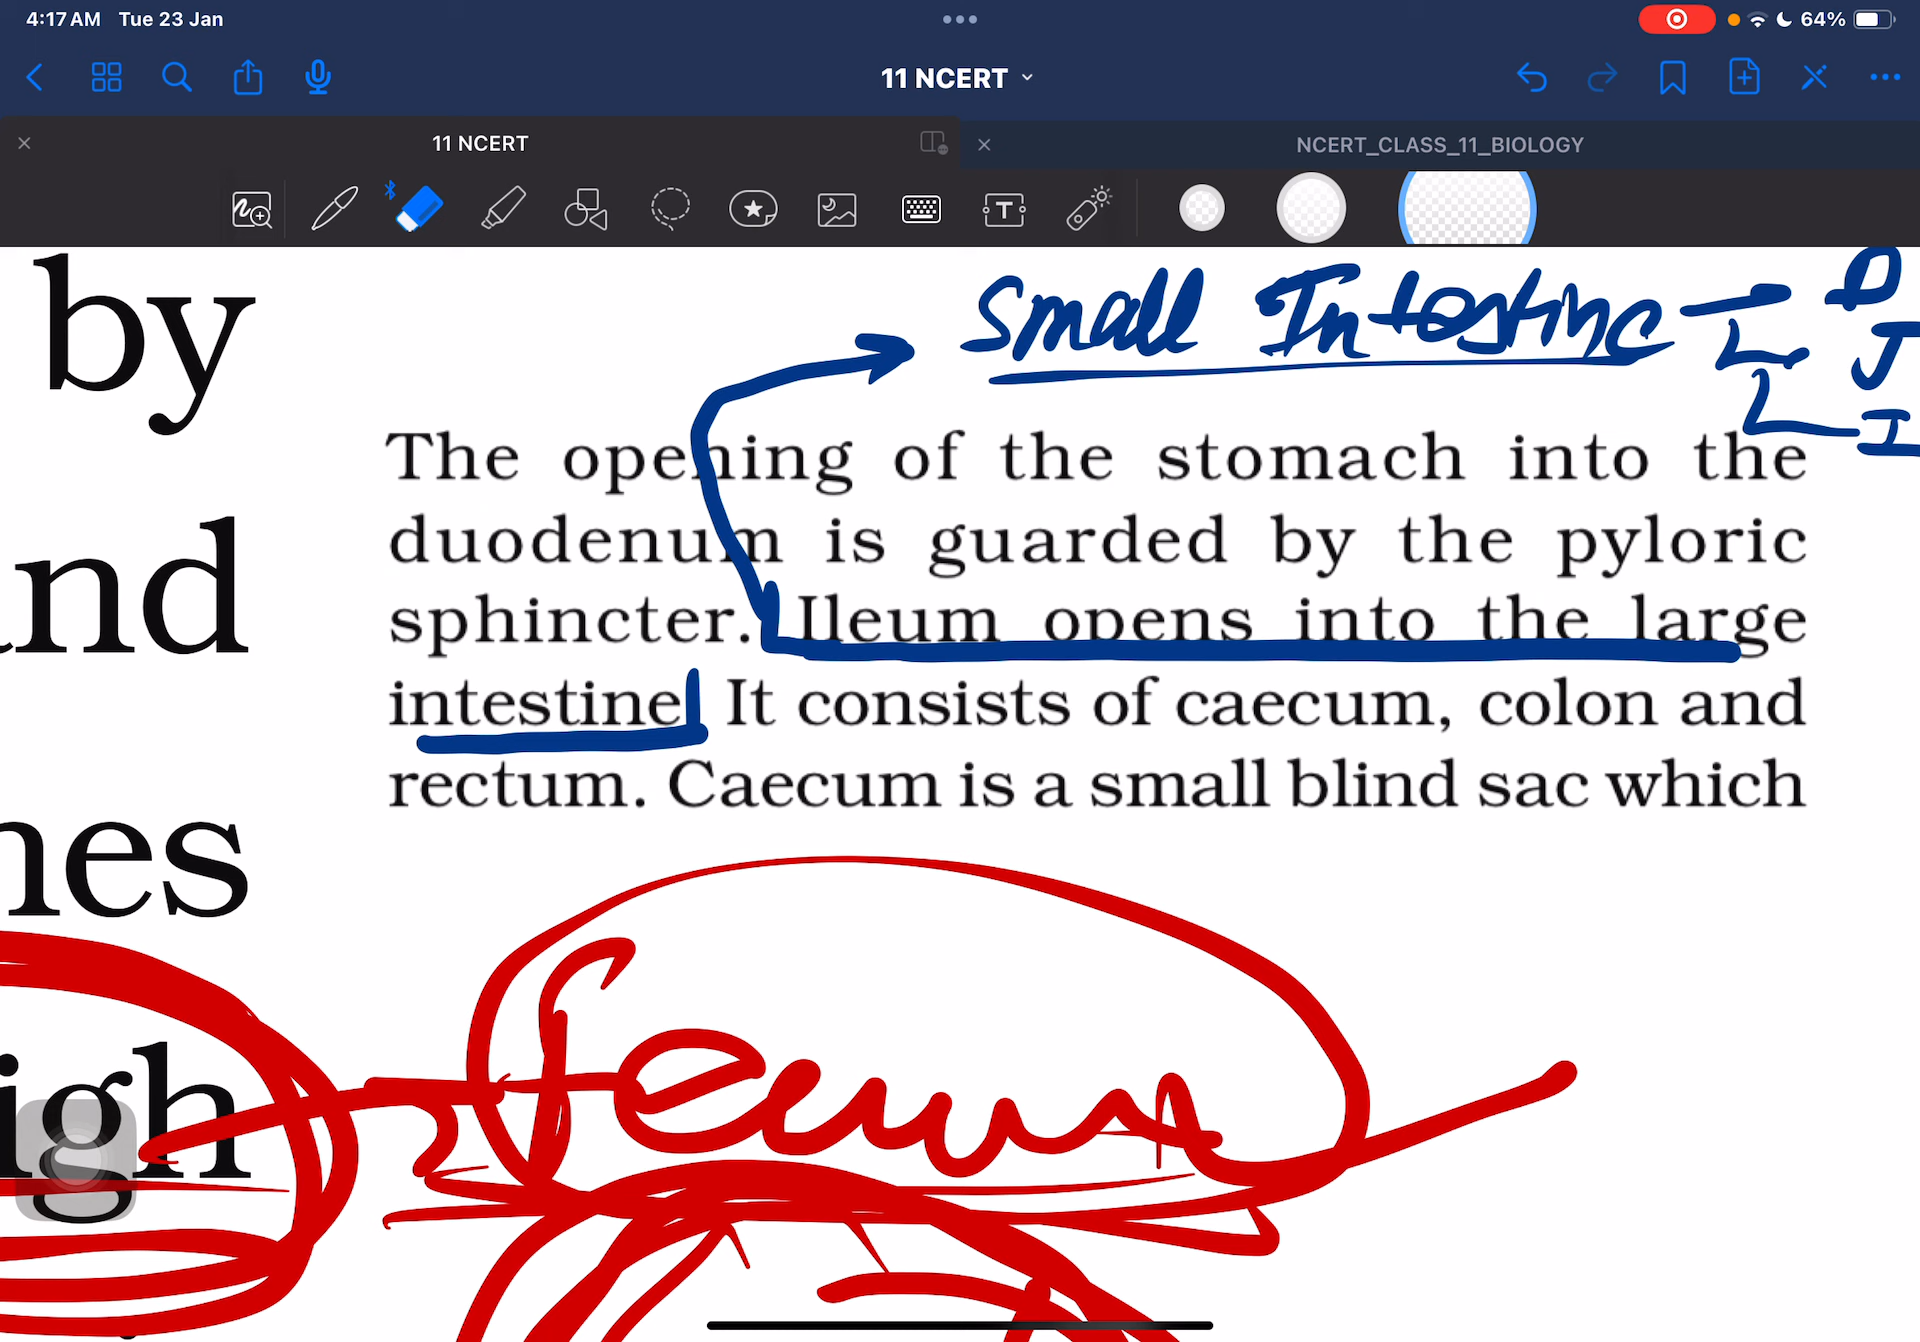 4:17 AM Tue 23 Jan
64%
11 NCERT
11 NCERT
NCERT_CLASS_11_BIOLOGY
T
by
nd
nes
igh
Small Intestine
D
J
I
The opening of the stomach into the
duodenum is guarded by the pyloric
sphincter. Ileum opens into the large
intestine It consists of caecum, colon and
rectum. Caecum is a small blind sac which